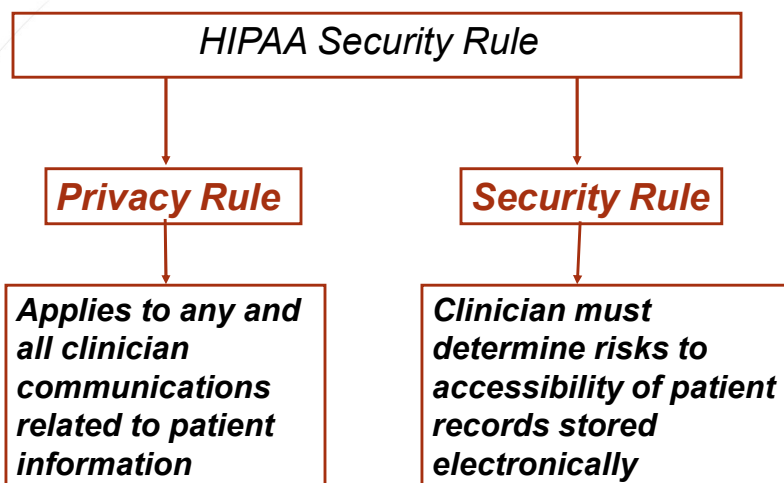 HIPAA Security Rule
Privacy Rule
Security Rule
Applies to any and
all clinician
communications
related to patient
information
Clinician must
determine risks to
accessibility of patient
records stored
electronically